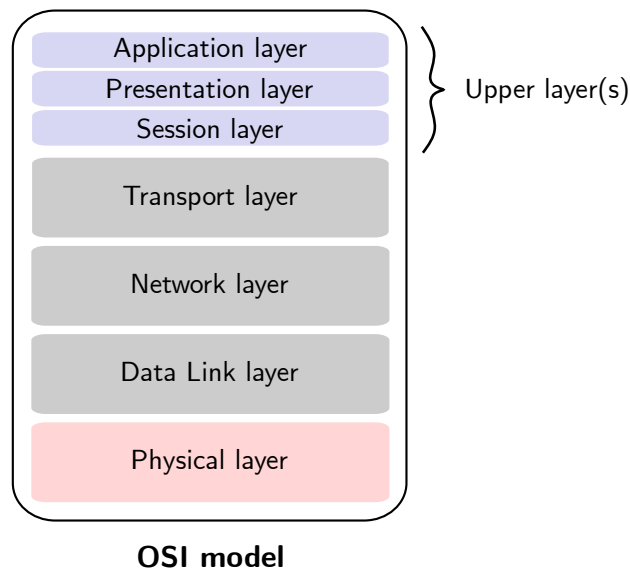 Application layer
Presentation layer
Upper layer(s)
Session layer
Transport layer
Network layer
Data Link layer
Physical layer
OSI model